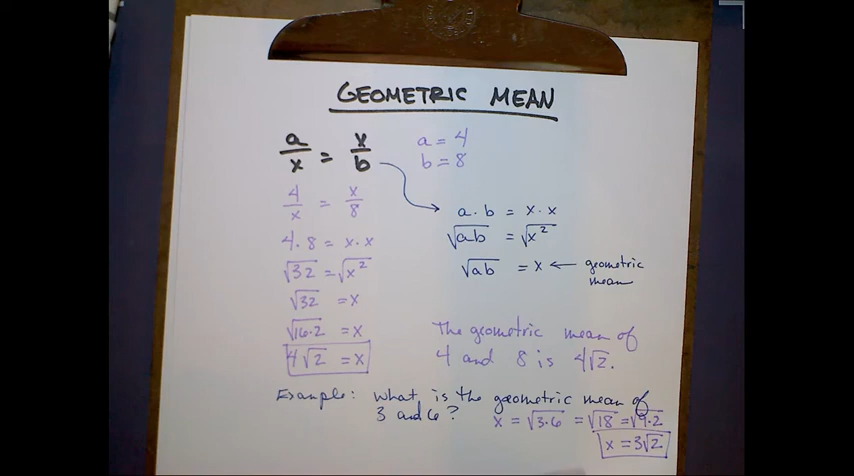 GEOMETRIC MEAN
a/x = x/b
a = 4
b = 8
4/x = x/8
4·8 = x·x
√32 = √x²
√32 = x
√16·2 = x
4√2 = x
a·b = x·x
√ab = √x²
√ab = x ← geometric mean
The geometric mean of
4 and 8 is 4√2.
Example: What is the geometric mean of
3 and 6? x = √3·6 = √18 = √9·2
x = 3√2